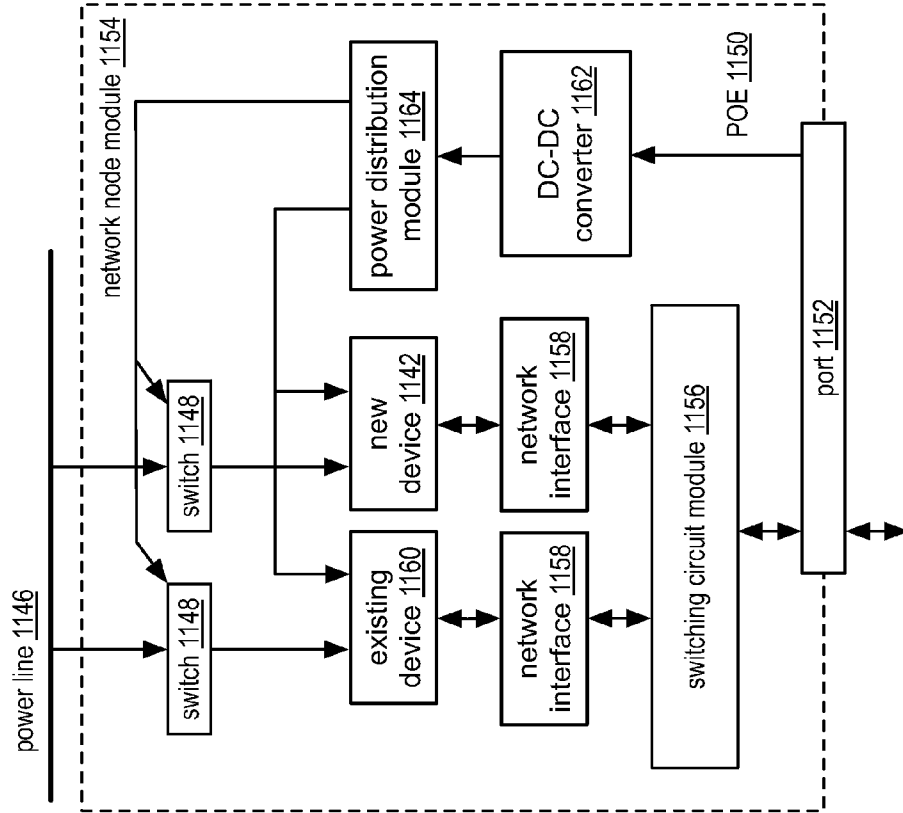 power line 1146
network node module 1154
switch 1148
switch 1148
existing
device 1160
new
device 1142
power distribution
module 1164
network
interface 1158
network
interface 1158
DC-DC
converter 1162
switching circuit module 1156
POE 1150
port 1152